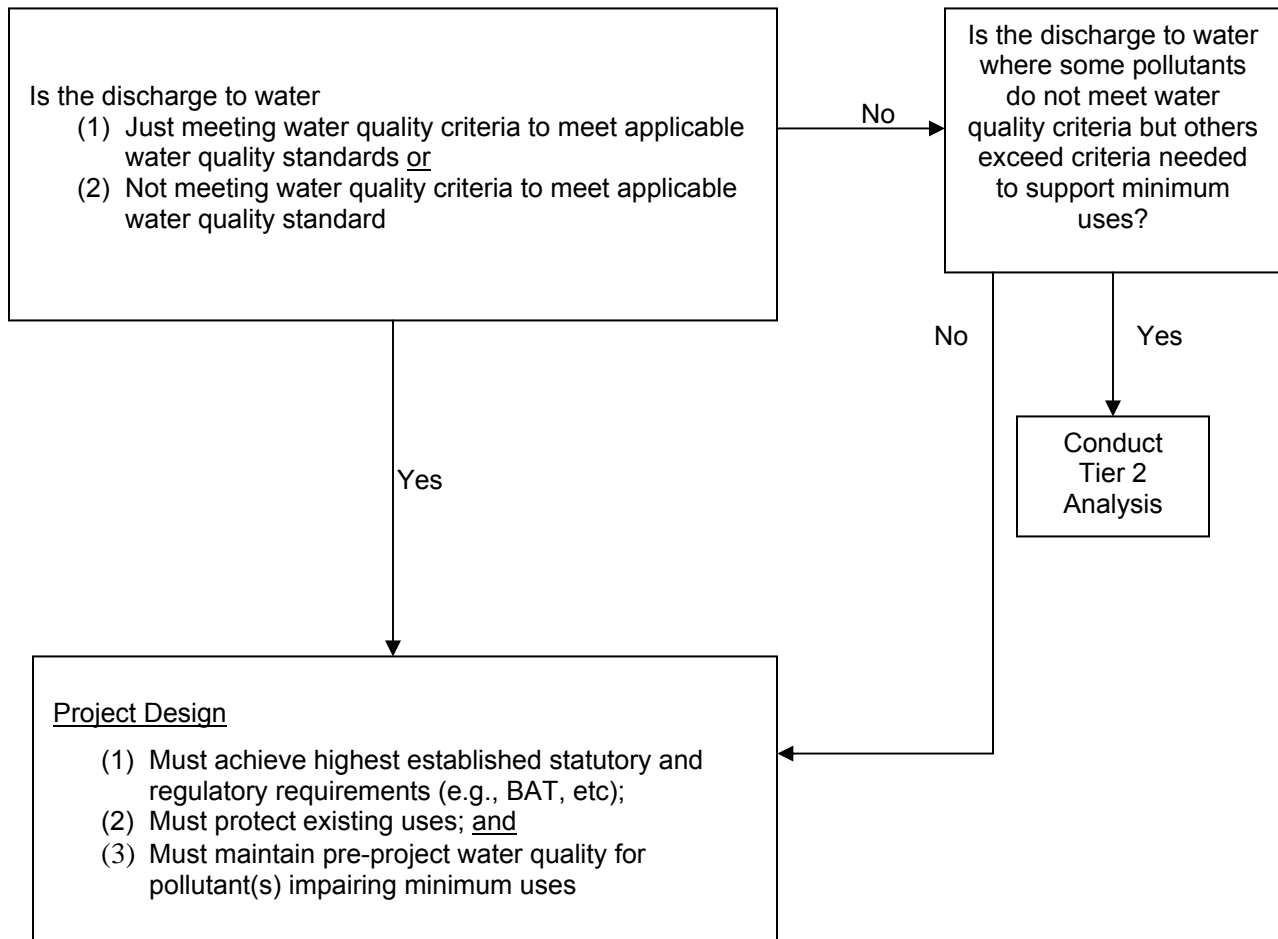 Is the discharge to water
(1) Just meeting water quality criteria to meet applicable
water quality standards or
(2) Not meeting water quality criteria to meet applicable
water quality standard
No
Is the discharge to water
where some pollutants
do not meet water
quality criteria but others
exceed criteria needed
to support minimum
uses?
No
Yes
Conduct
Tier 2
Analysis
Yes
Project Design
(1) Must achieve highest established statutory and
regulatory requirements (e.g., BAT, etc);
(2) Must protect existing uses; and
(3) Must maintain pre-project water quality for
pollutant(s) impairing minimum uses